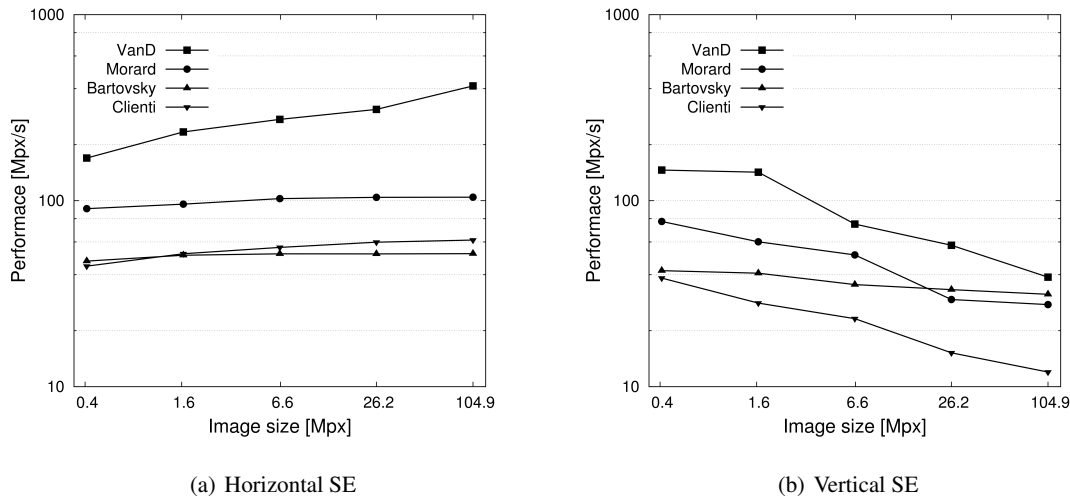 1000
VanD
Morard
Bartovsky
Clienti
100
10
Performace [Mpx/s]
0.4 1.6 6.6 26.2 104.9
Image size [Mpx]
(a) Horizontal SE
1000
VanD
Morard
Bartovsky
Clienti
100
10
Performace [Mpx/s]
0.4 1.6 6.6 26.2 104.9
Image size [Mpx]
(b) Vertical SE